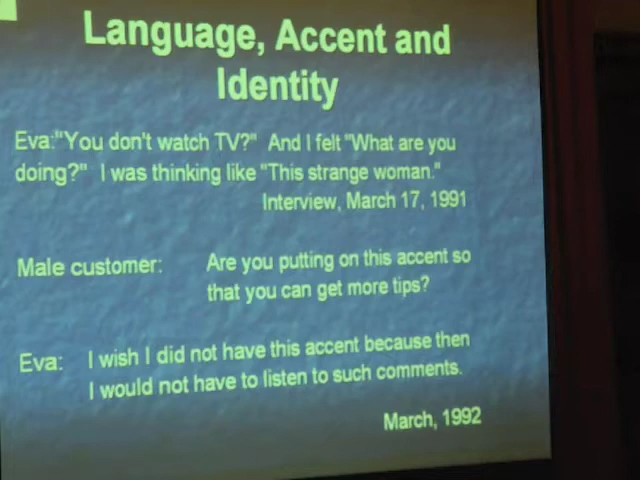 Language, Accent and
Identity
Eva:"You don't watch TV?" And I felt "What are you
doing?" I was thinking like "This strange woman."
Interview, March 17, 1991
Male customer: Are you putting on this accent so
that you can get more tips?
Eva: I wish I did not have this accent because then
I would not have to listen to such comments.
March, 1992